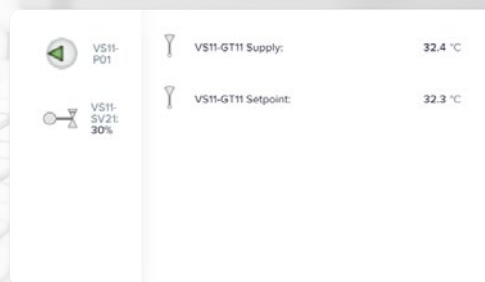 VS11-
P01
VS11-
SV21:
30%
VS11-GT11 Supply: 32.4 °C
VS11-GT11 Setpoint: 32.3 °C